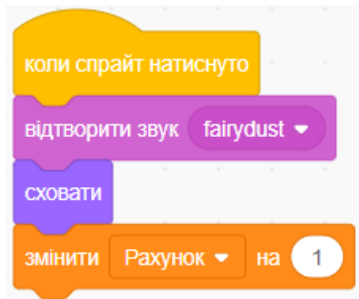 коли спрайт натиснуто
відтворити звук fairydust
сховати
змінити Рахунок на 1